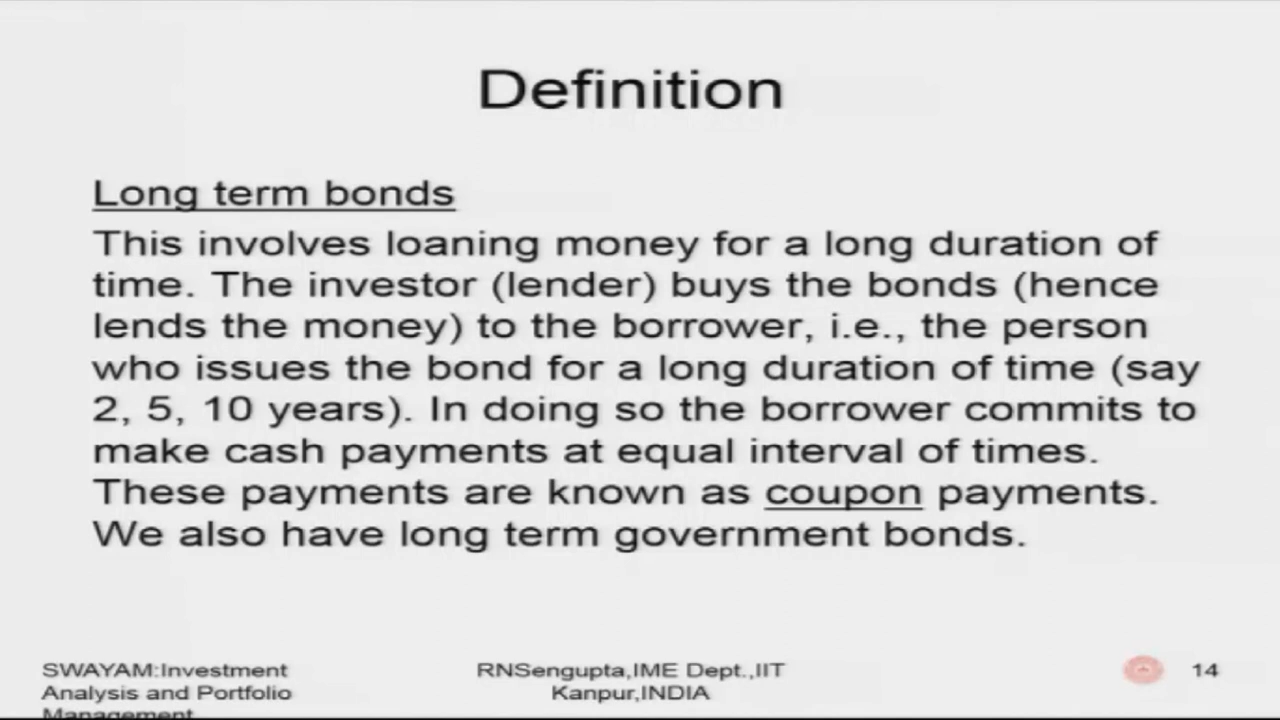 Definition
Long term bonds
This involves loaning money for a long duration of
time. The investor (lender) buys the bonds (hence
lends the money) to the borrower, i.e., the person
who issues the bond for a long duration of time (say
2, 5, 10 years). In doing so the borrower commits to
make cash payments at equal interval of times.
These payments are known as coupon payments.
We also have long term government bonds.
SWAYAM:Investment
Analysis and Portfolio
Management
RNSengupta,IME Dept.,IIT
Kanpur,INDIA
14